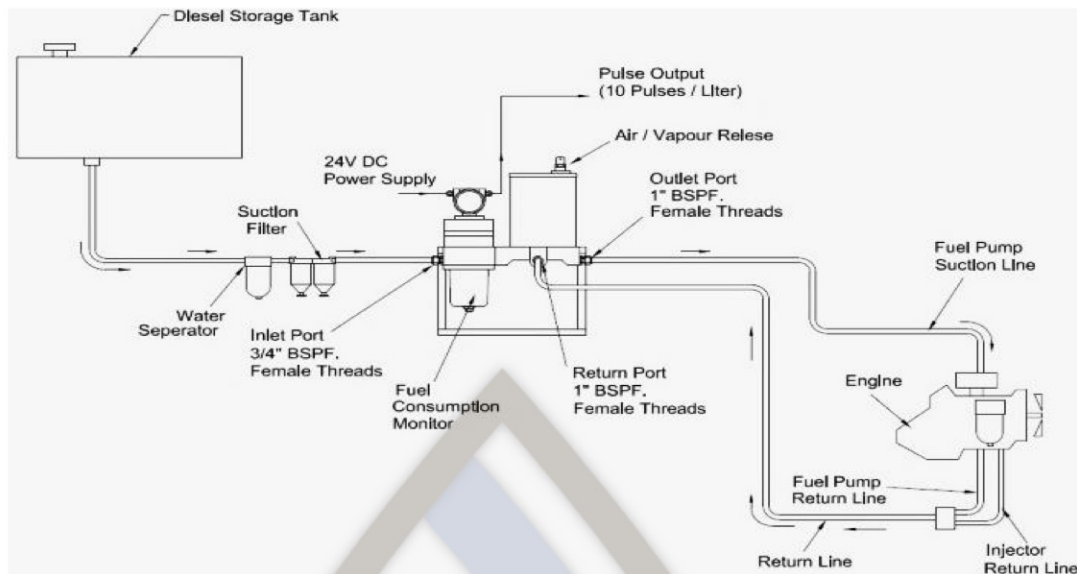 Diesel Storage Tank
Pulse Output
(10 Pulses / Liter)
Air / Vapour Relese
24V DC
Power Supply
Outlet Port
1" BSPF.
Female Threads
Suction
Filter
Fuel Pump
Suction Line
Water
Seperator
Inlet Port
3/4" BSPF.
Female Threads
Fuel
Consumption
Monitor
Return Port
1" BSPF.
Female Threads
Engine
Fuel Pump
Return Line
Return Line
Injector
Return Line